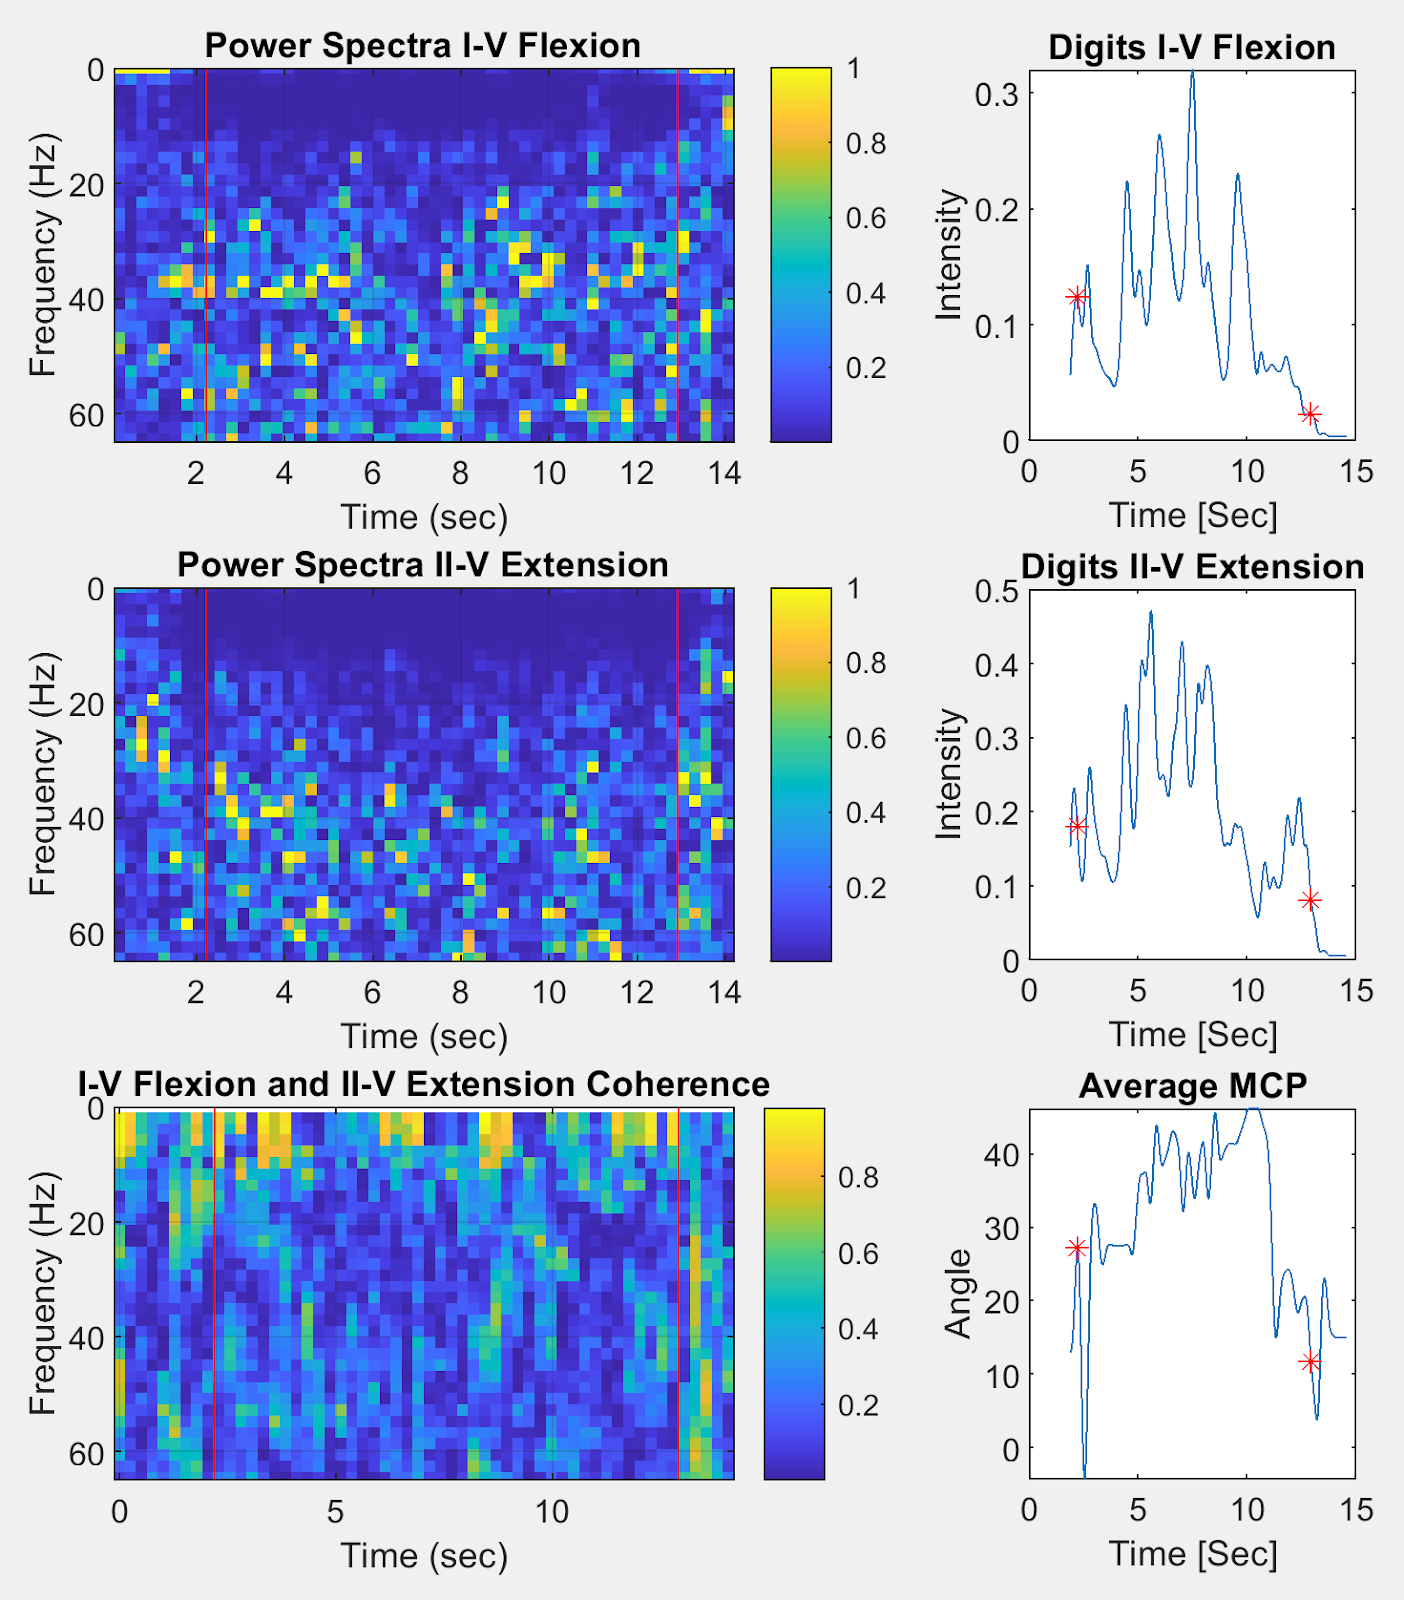 Power Spectra I-V Flexion
0
20
40
60
Frequency (Hz)
2 4 6 8 10 12 14
Time (sec)
1
0.8
0.6
0.4
0.2
Digits I-V Flexion
0.3
0.2
0.1
0
Intensity
0 5 10 15
Time [Sec]
Power Spectra II-V Extension
0
20
40
60
Frequency (Hz)
2 4 6 8 10 12 14
Time (sec)
1
0.8
0.6
0.4
0.2
Digits II-V Extension
0.5
0.4
0.3
0.2
0.1
0
Intensity
0 5 10 15
Time [Sec]
I-V Flexion and II-V Extension Coherence
0
20
40
60
Frequency (Hz)
0 5 10
Time (sec)
0.8
0.6
0.4
0.2
Average MCP
40
30
20
10
0
Angle
0 5 10 15
Time [Sec]